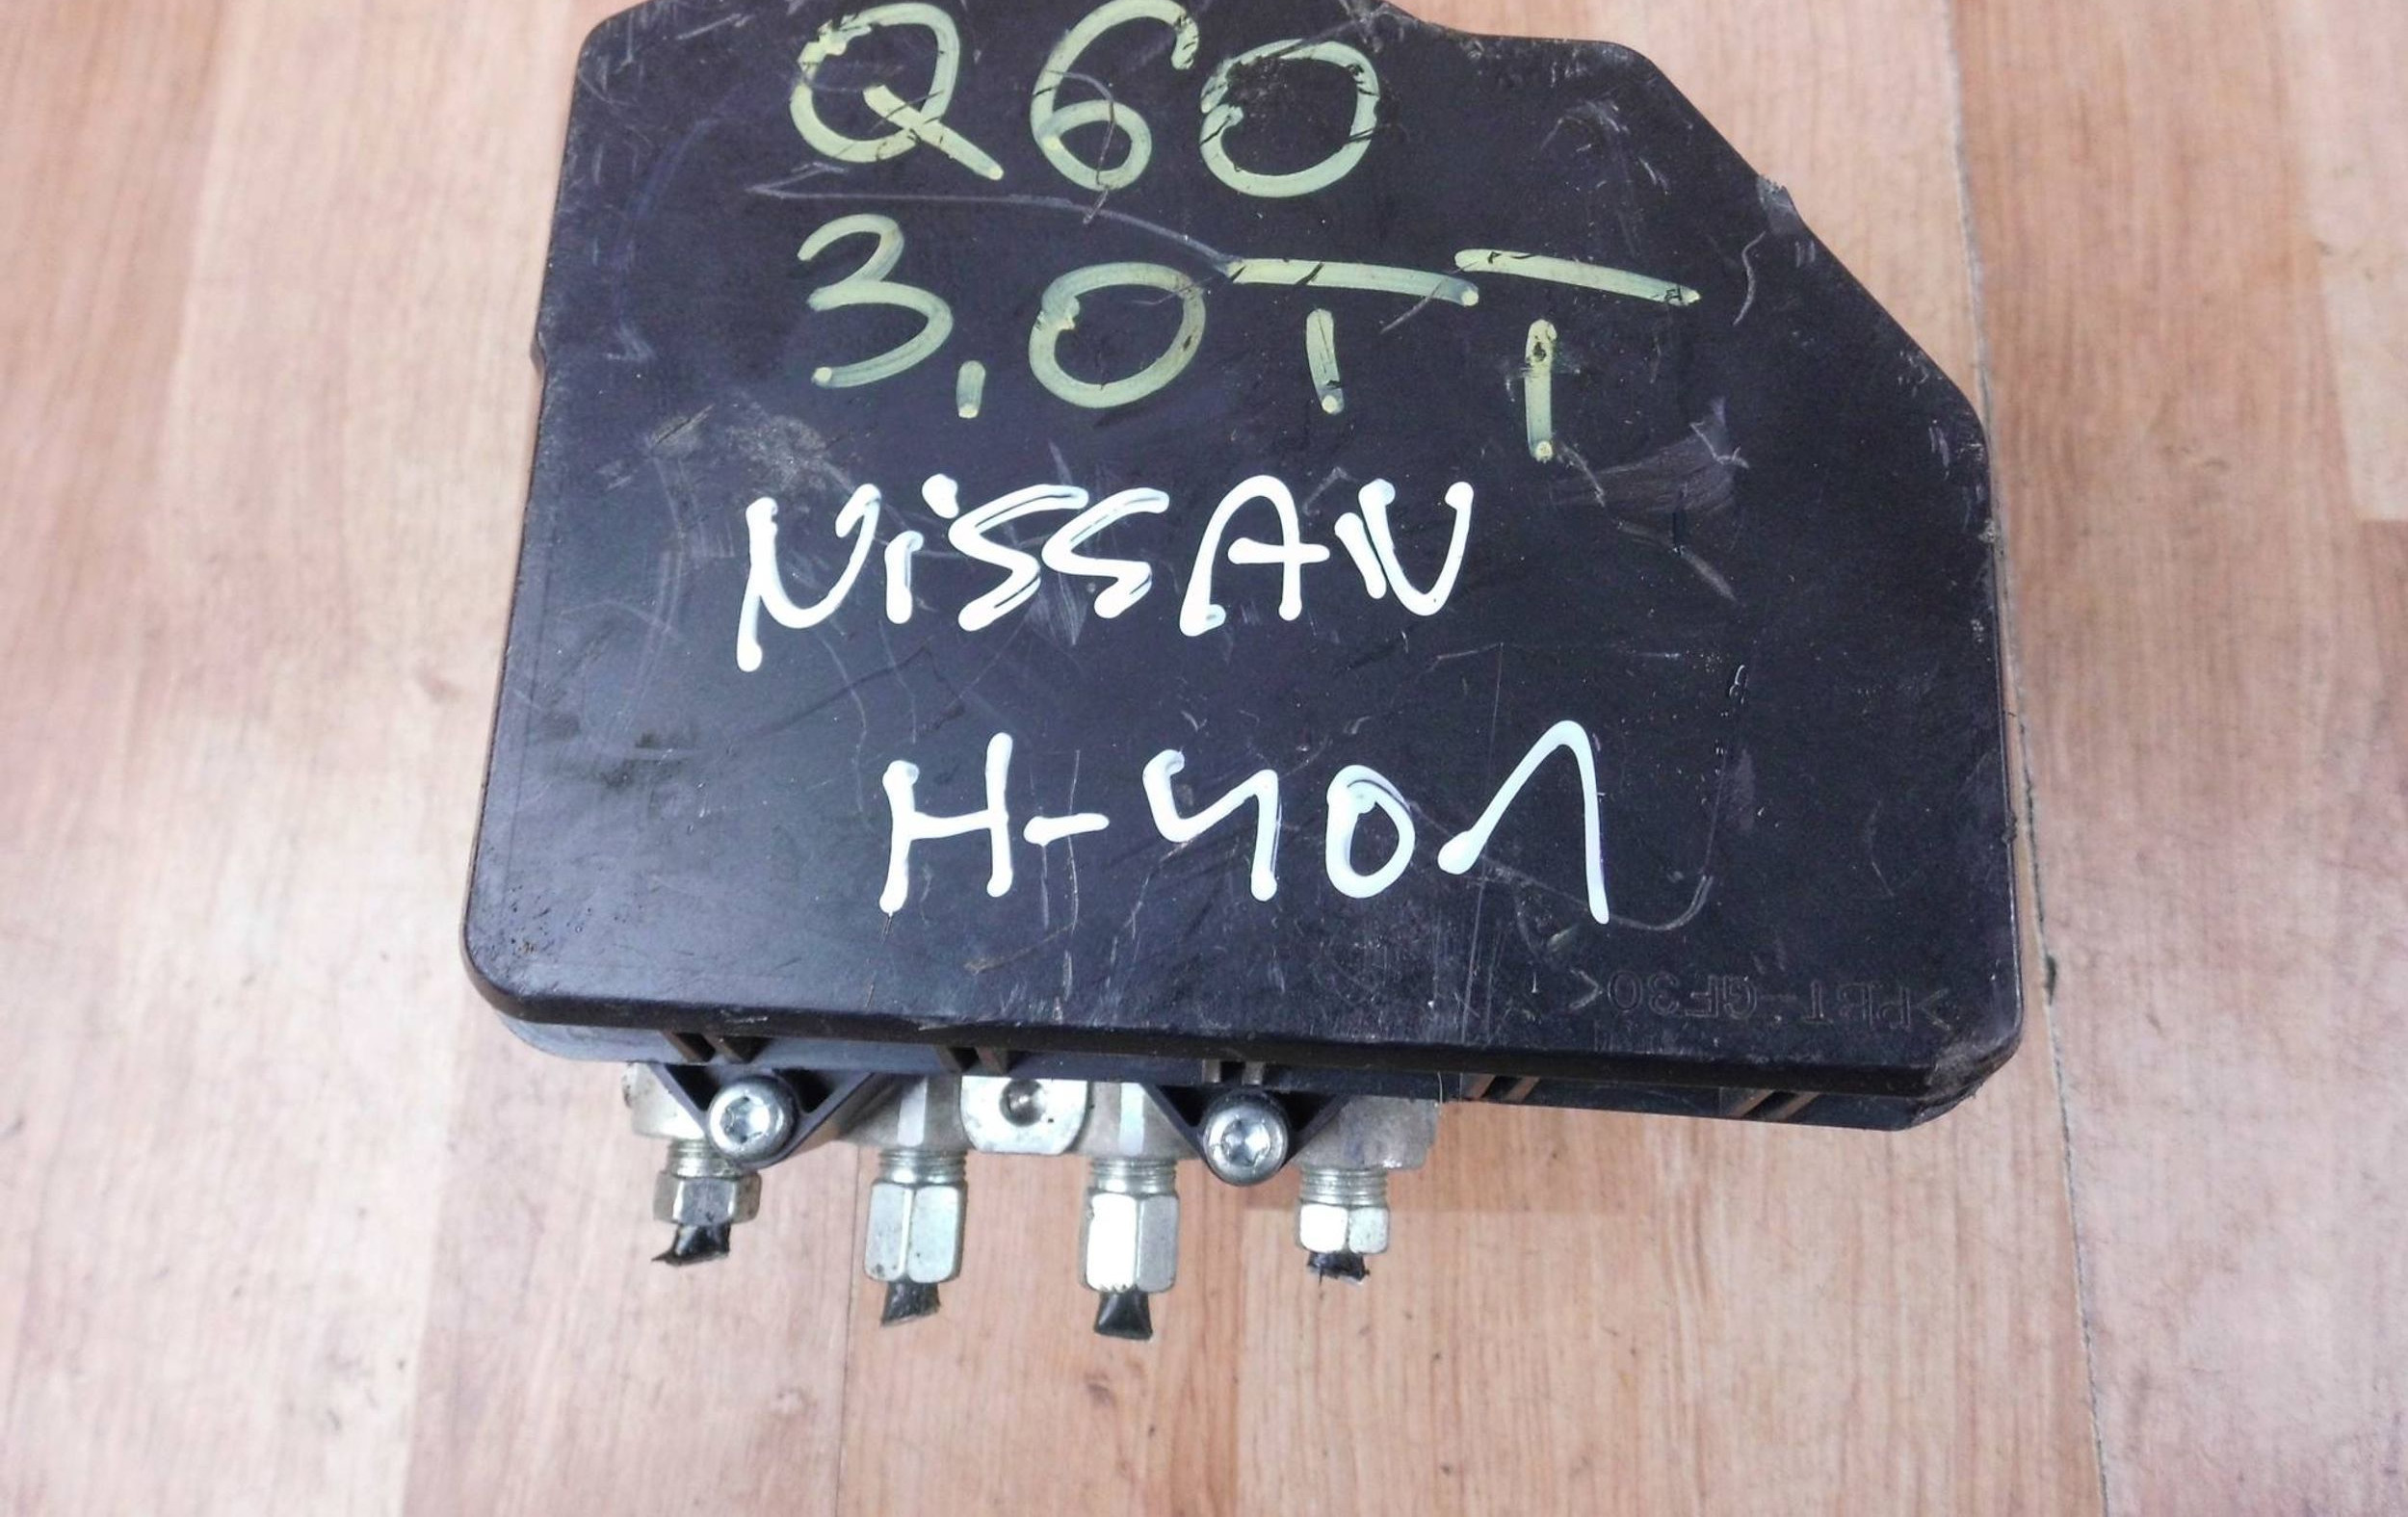 Q60
3,0TT
NiSSAN
H-401
>PBT-GF30<